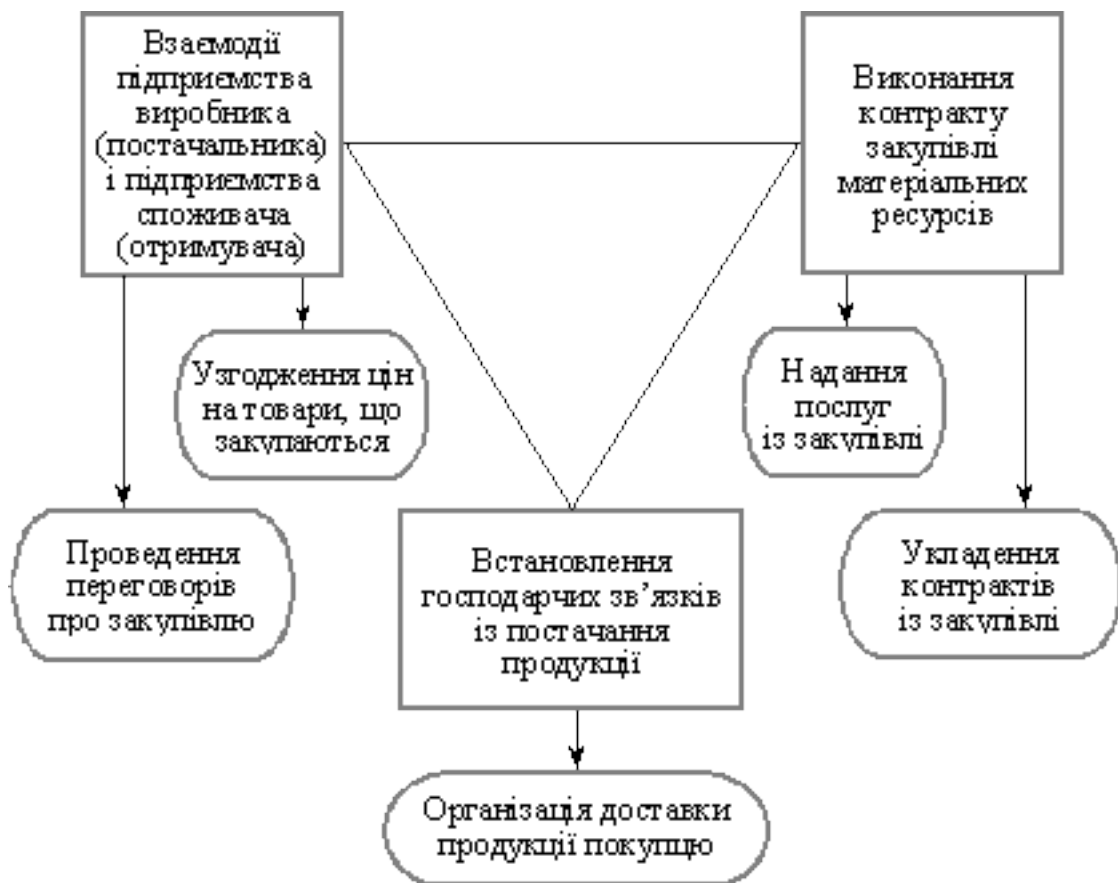 Взаємодії
підприємства
виробника
(постачальника)
і підприємства
споживача
(отримувача)
Виконання
контракту
закупівлі
матеріальних
ресурсів
Узгодження цін
на товари, що
закупаються
Надання
послуг
із закупівлі
Проведення
переговорів
про закупівлю
Встановлення
господарчих зв’язків
із постачання
продукції
Укладення
контрактів
із закупівлі
Організація доставки
продукції покупцю